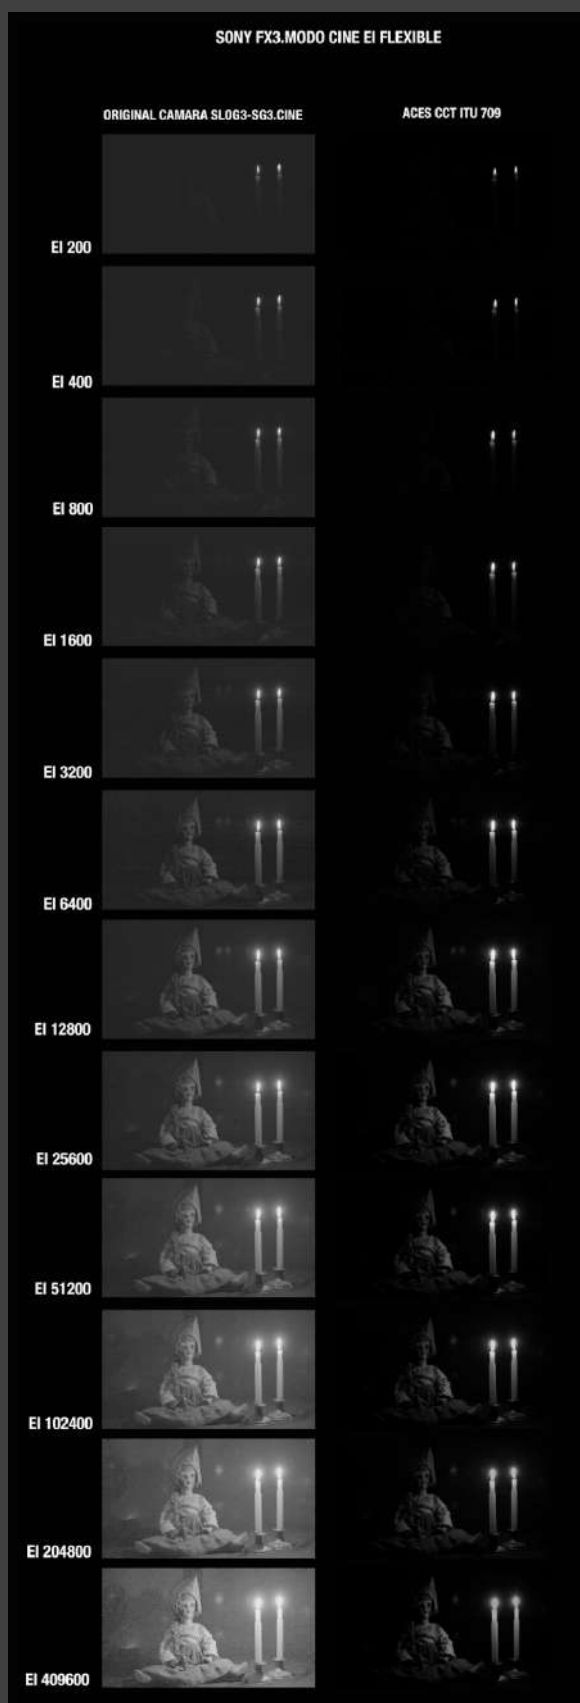 SONY FX3.MODO CINE EI FLEXIBLE
ORIGINAL CAMARA SLOG3-SG3.CINE
ACES CCT ITU 709
EI 200
EI 400
EI 800
EI 1600
EI 3200
EI 6400
EI 12800
EI 25600
EI 51200
EI 102400
EI 204800
EI 409600